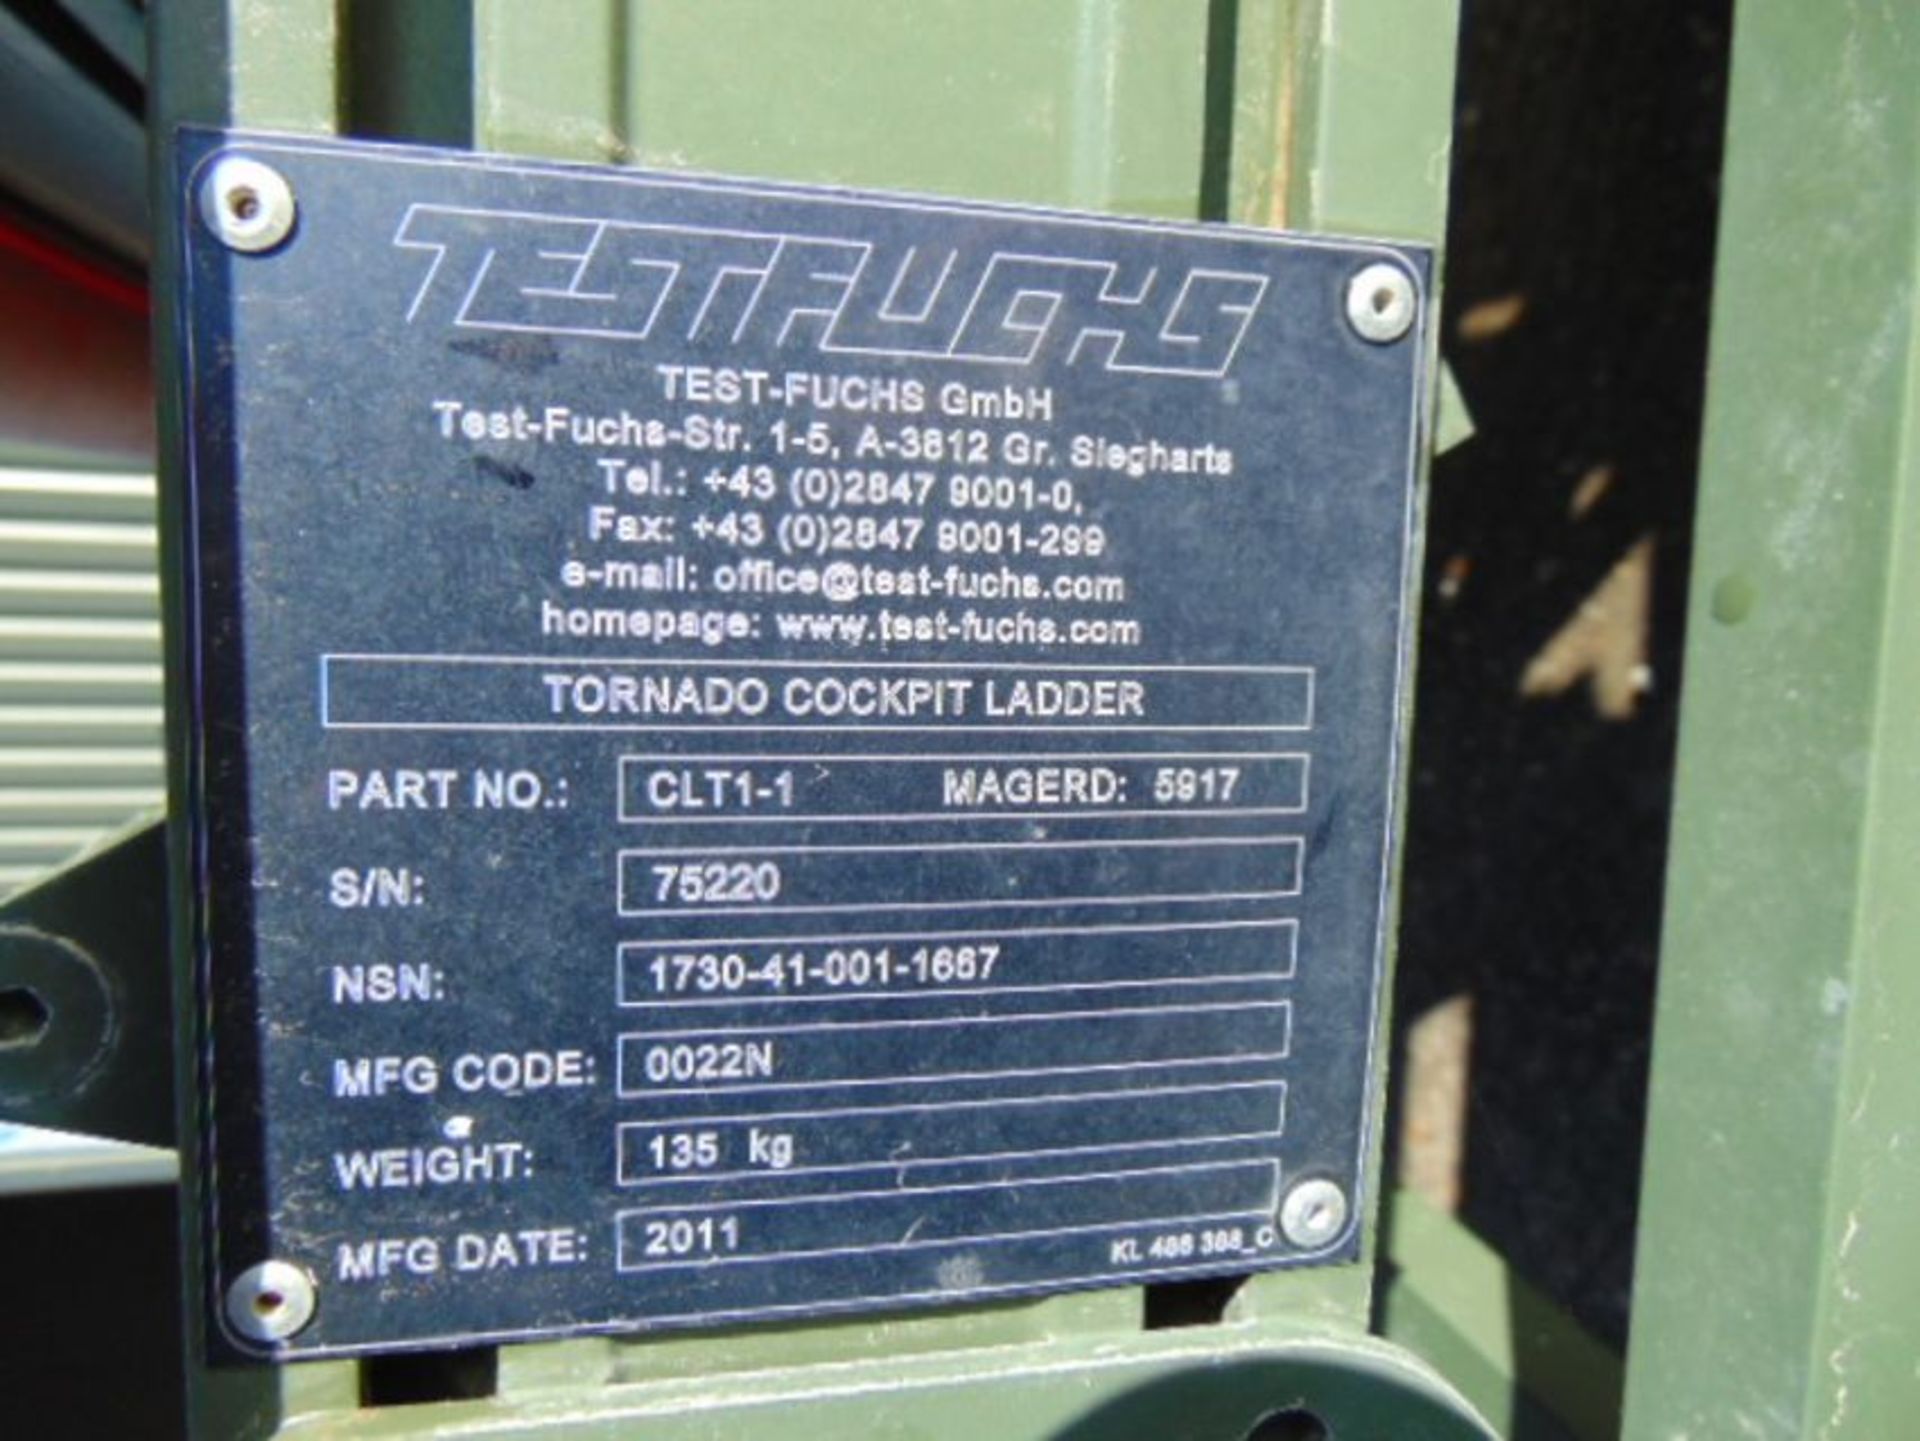 TESTFUCHS
TEST-FUCHS GmbH
Test-Fuchs-Str. 1-5, A-3812 Gr. Siegharts
Tel.: +43 (0)2847 9001-0,
Fax: +43 (0)2847 9001-299
e-mail: office@test-fuchs.com
homepage: www.test-fuchs.com
TORNADO COCKPIT LADDER
PART NO.: CLT1-1 MAGERD: 5917
S/N: 75220
NSN: 1730-41-001-1667
MFG CODE: 0022N
WEIGHT: 135 kg
MFG DATE: 2011
KL